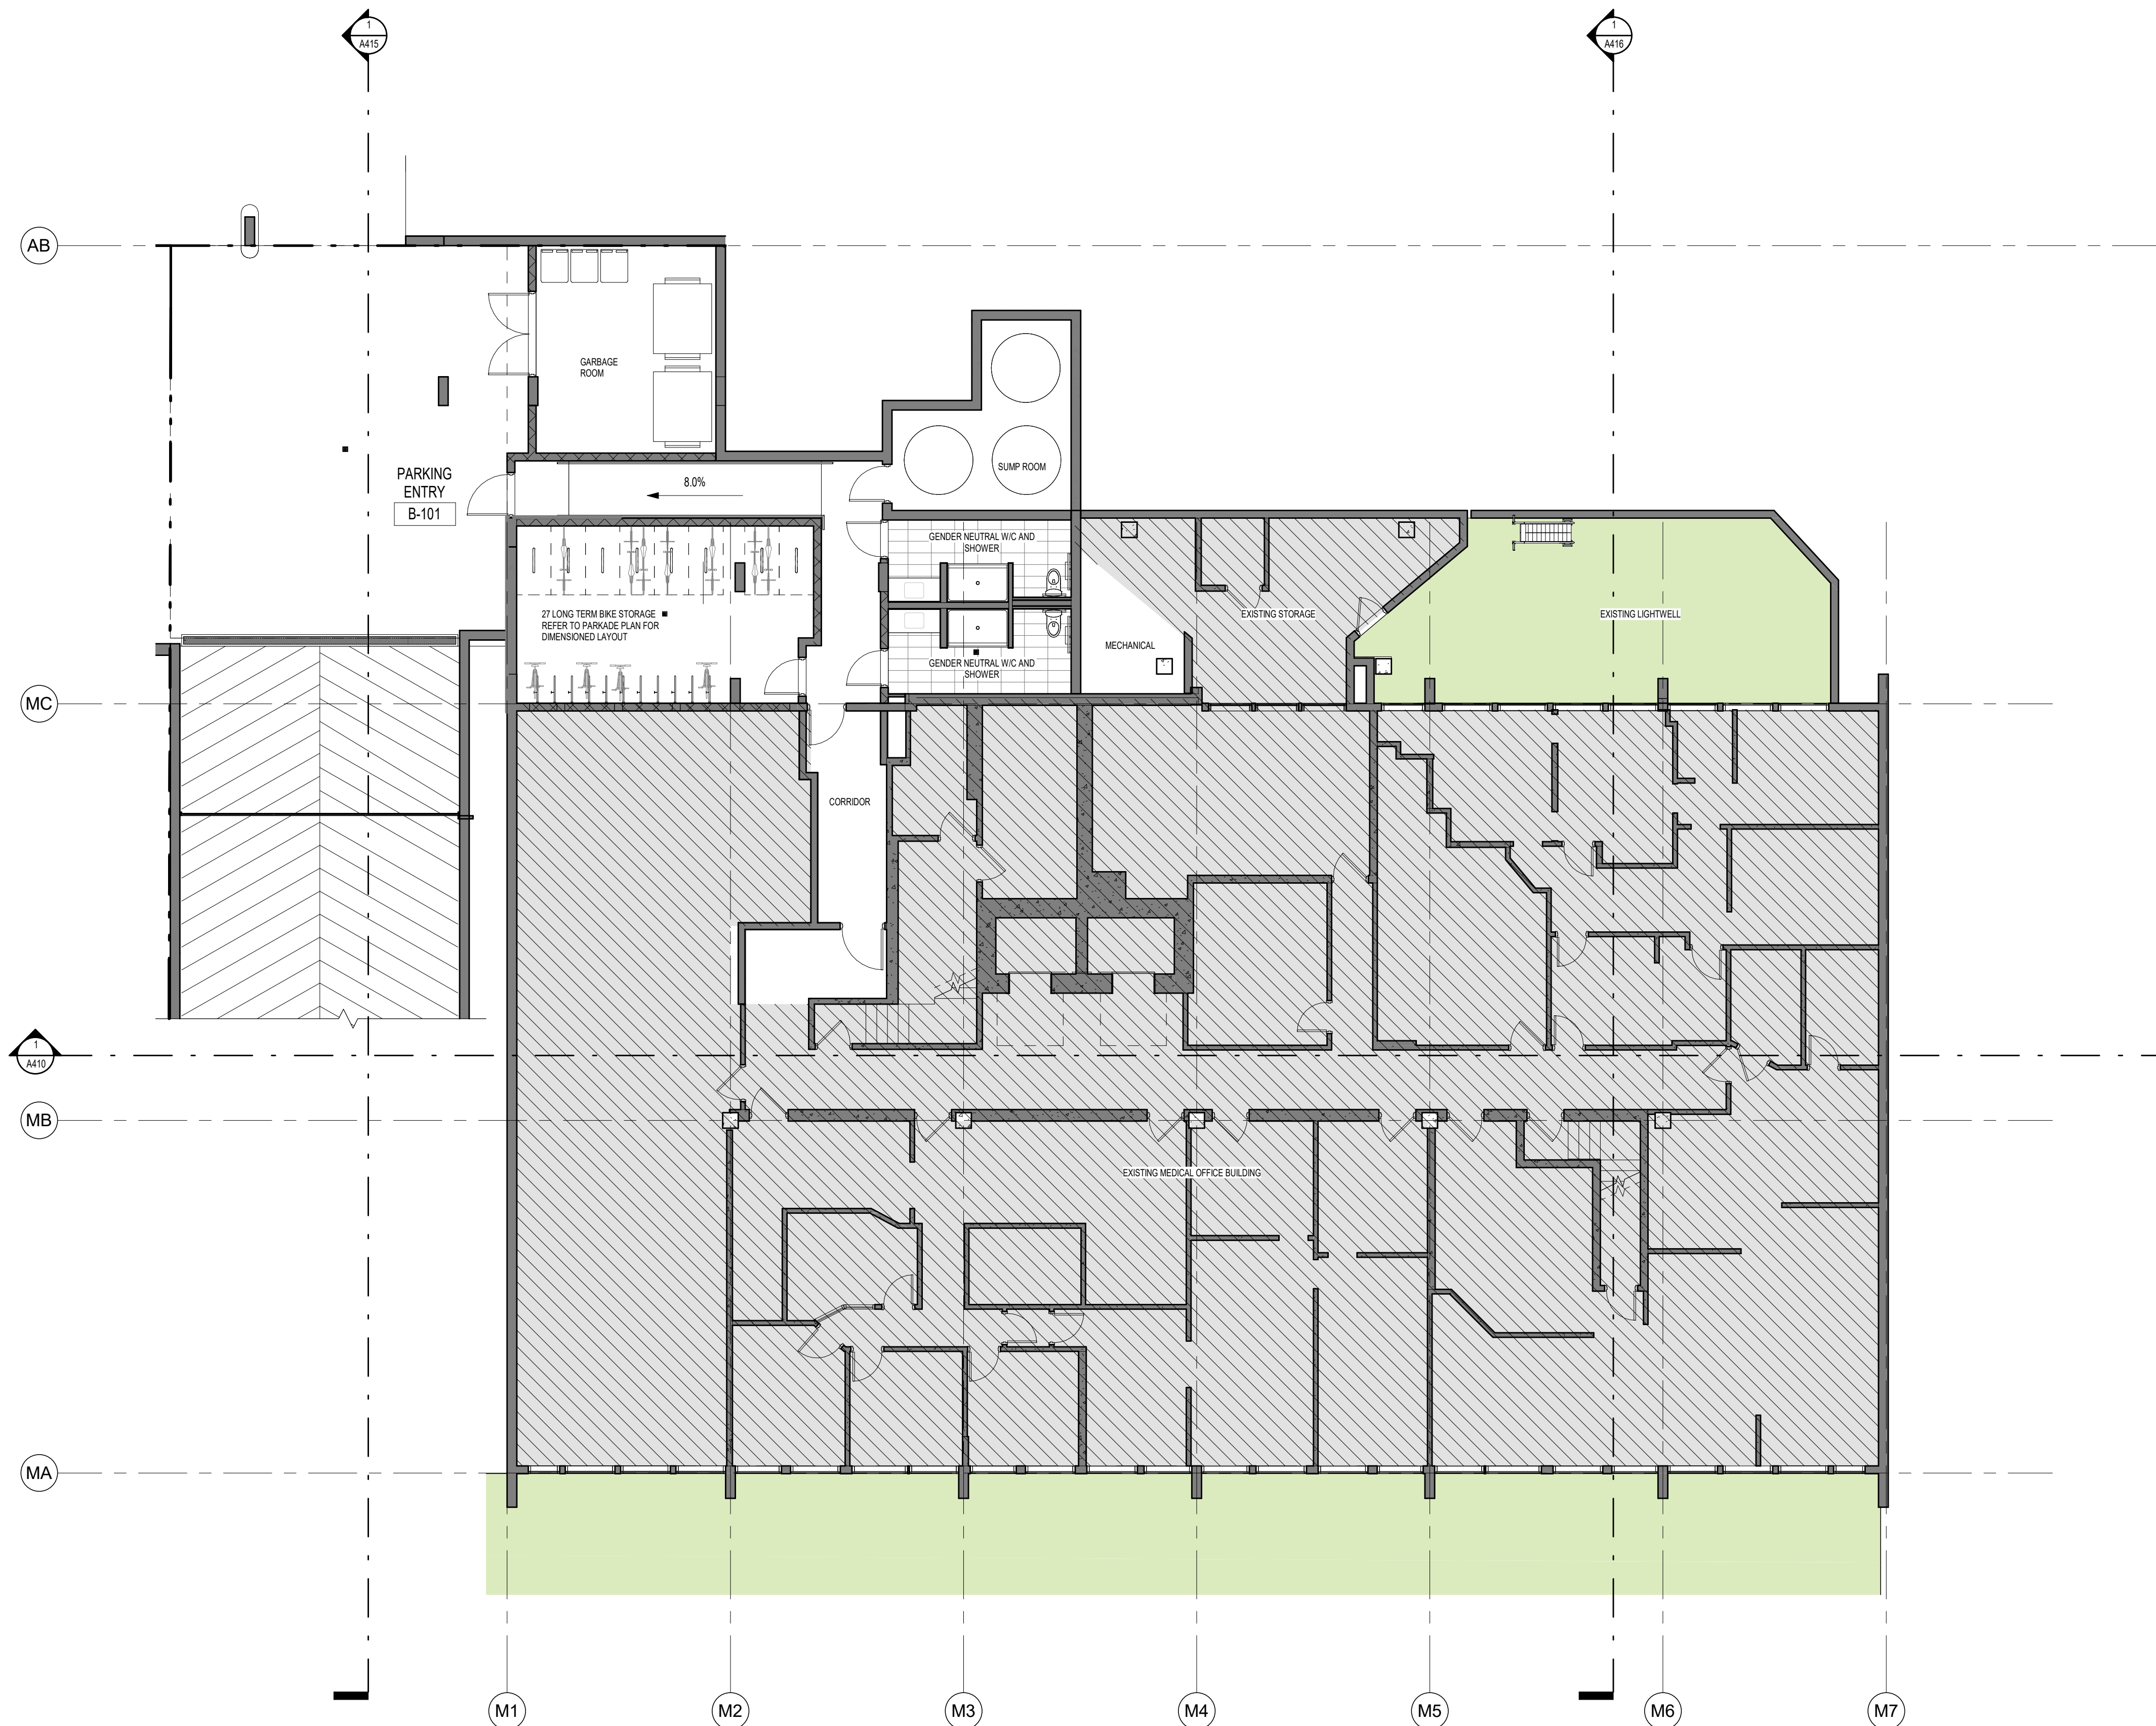 1
A415
1
A416
AB
GARBAGE
ROOM
SUMP ROOM
PARKING
ENTRY
B-101
8.0%
GENDER NEUTRAL W/C AND
SHOWER
27 LONG TERM BIKE STORAGE
REFER TO PARKADE PLAN FOR
DIMENSIONED LAYOUT
EXISTING STORAGE
EXISTING LIGHTWELL
MECHANICAL
GENDER NEUTRAL W/C AND
SHOWER
MC
CORRIDOR
1
A410
MB
EXISTING MEDICAL OFFICE BUILDING
MA
M1
M2
M3
M4
M5
M6
M7